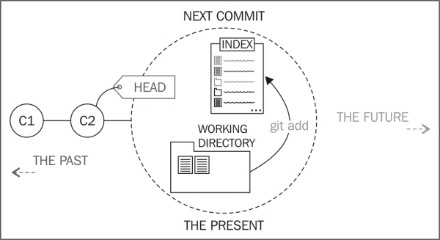 NEXT COMMIT
INDEX
HEAD
C1
C2
THE FUTURE
WORKING
DIRECTORY
git add
THE PAST
THE PRESENT